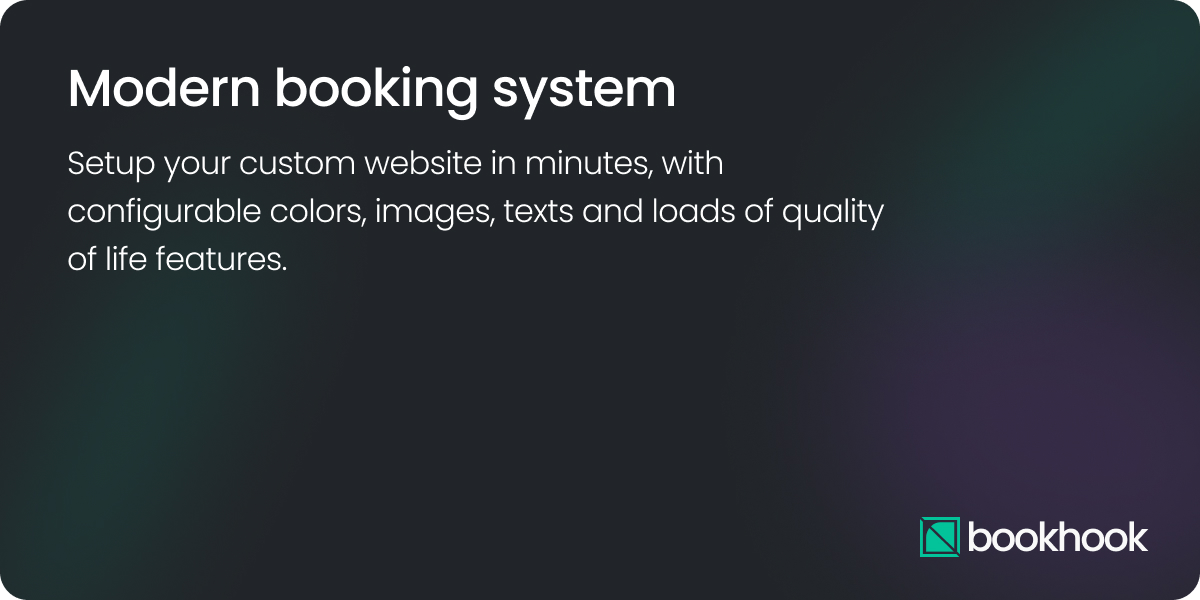 Modern booking system
Setup your custom website in minutes, with
configurable colors, images, texts and loads of quality
of life features.
bookhook